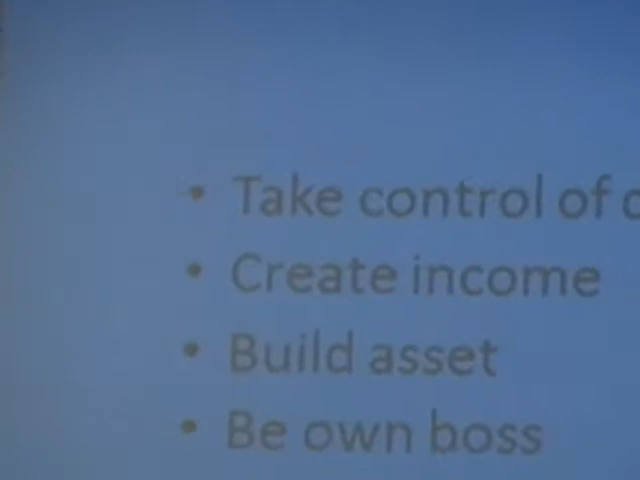 • Take control of
• Create income
• Build asset
• Be own boss